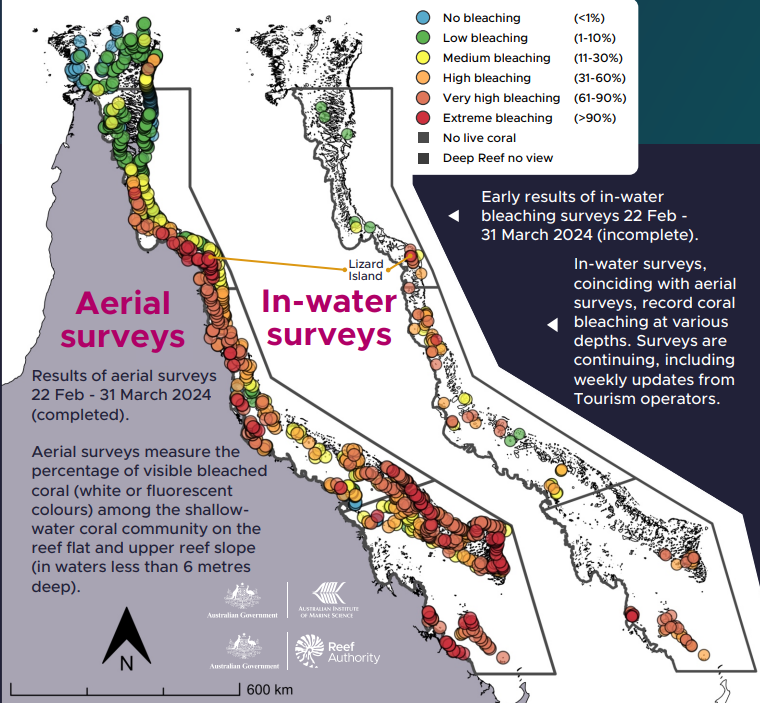 No bleaching (<1%)
Low bleaching (1-10%)
Medium bleaching (11-30%)
High bleaching (31-60%)
Very high bleaching (61-90%)
Extreme bleaching (>90%)
No live coral
Deep Reef no view
Early results of in-water
bleaching surveys 22 Feb -
31 March 2024 (incomplete).
In-water surveys,
coinciding with aerial
surveys, record coral
bleaching at various
depths. Surveys are
continuing, including
weekly updates from
Tourism operators.
Lizard
Island
Aerial
surveys
In-water
surveys
Results of aerial surveys
22 Feb - 31 March 2024
(completed).
Aerial surveys measure the
percentage of visible bleached
coral (white or fluorescent
colours) among the shallow-
water coral community on the
reef flat and upper reef slope
(in waters less than 6 metres
deep).
Australian Government
AUSTRALIAN INSTITUTE
OF MARINE SCIENCE
Australian Government
Reef
Authority
N
600 km